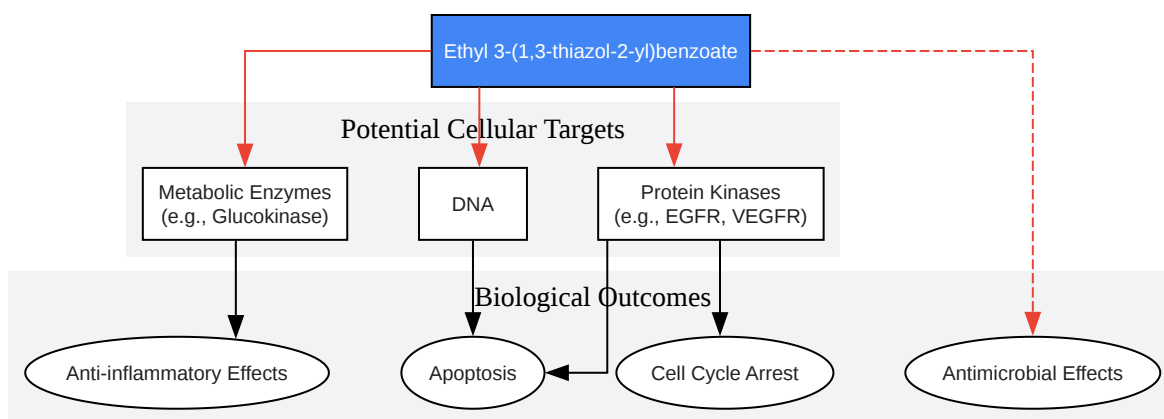 Ethyl 3-(1,3-thiazol-2-yl)benzoate
Potential Cellular Targets
Metabolic Enzymes
(e.g., Glucokinase)
DNA
Protein Kinases
(e.g., EGFR, VEGFR)
Biological Outcomes
Anti-inflammatory Effects
Apoptosis
Cell Cycle Arrest
Antimicrobial Effects